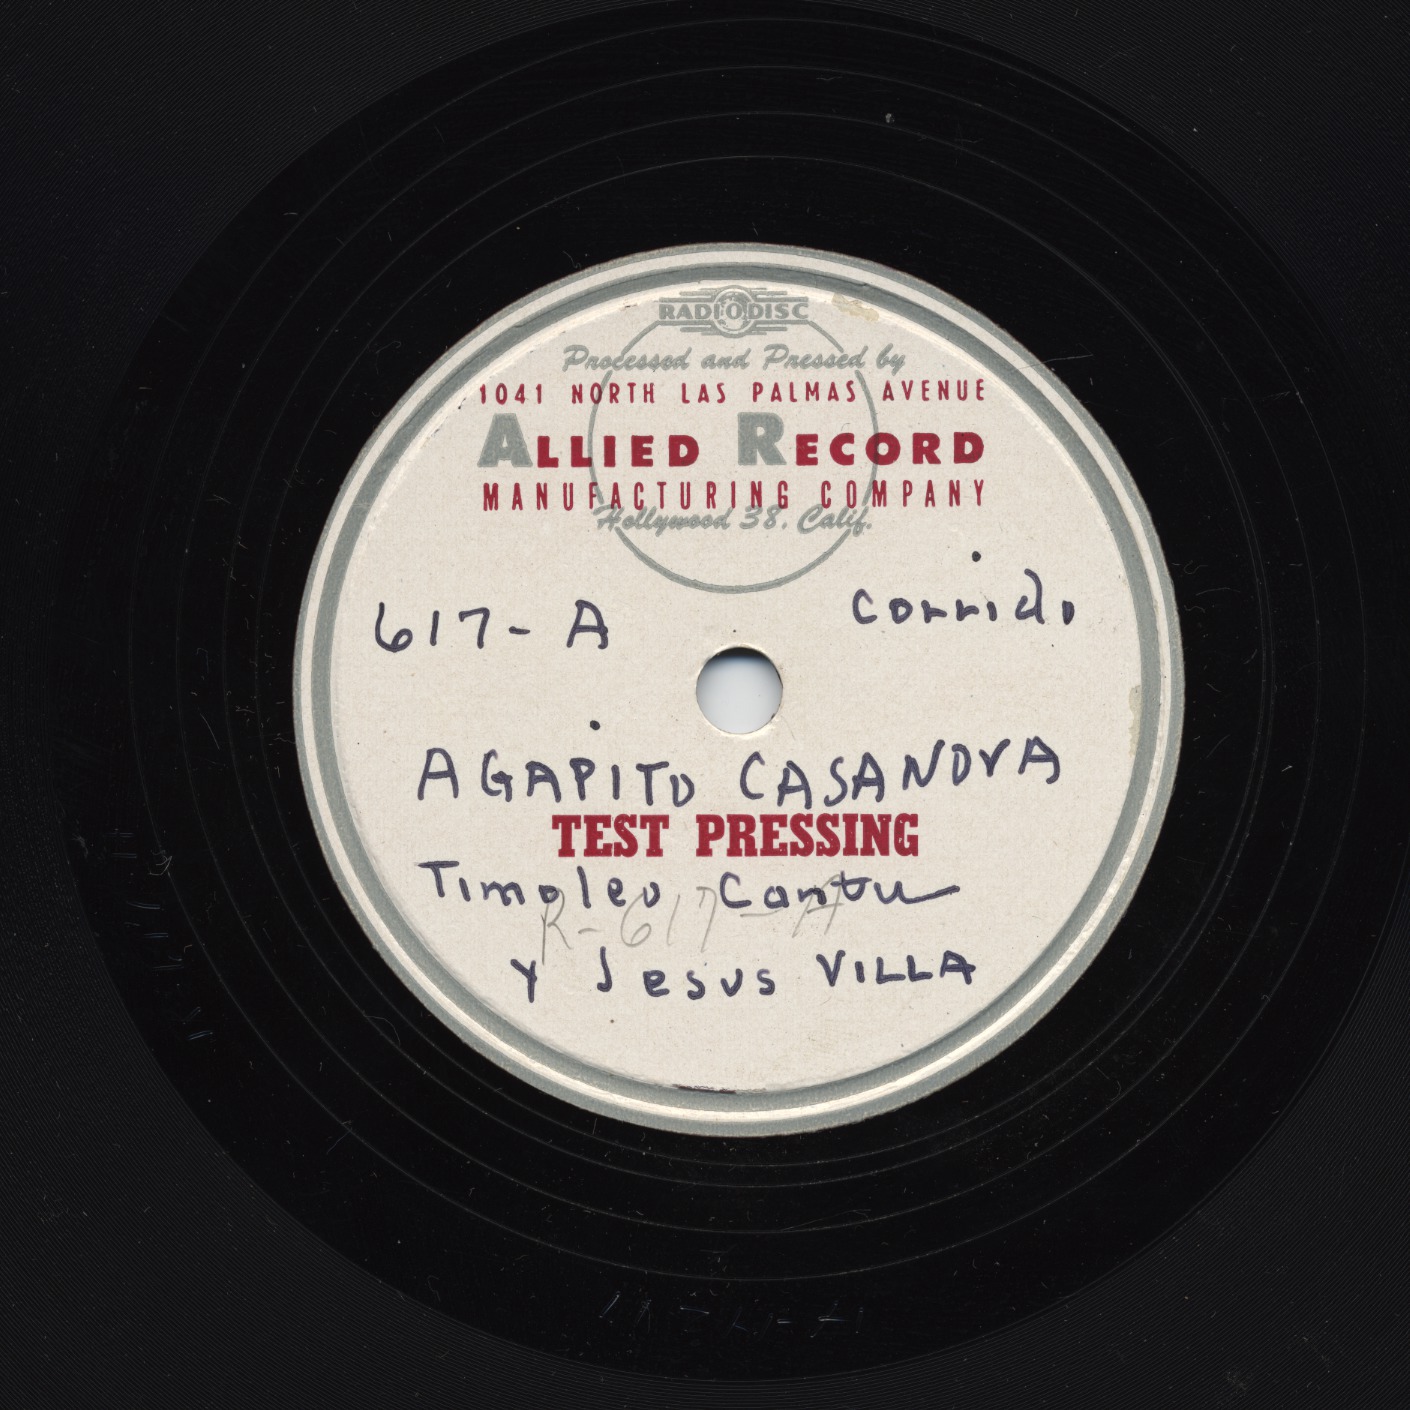 RADIODISC
Processed and Pressed by
1041 NORTH LAS PALMAS AVENUE
ALLIED RECORD
MANUFACTURING COMPANY
Hollywood 38, Calif.
617-A Corrido
AGAPITO CASANOVA
TEST PRESSING
Timoleo Cantu
R-617-A
y Jesus VILLA